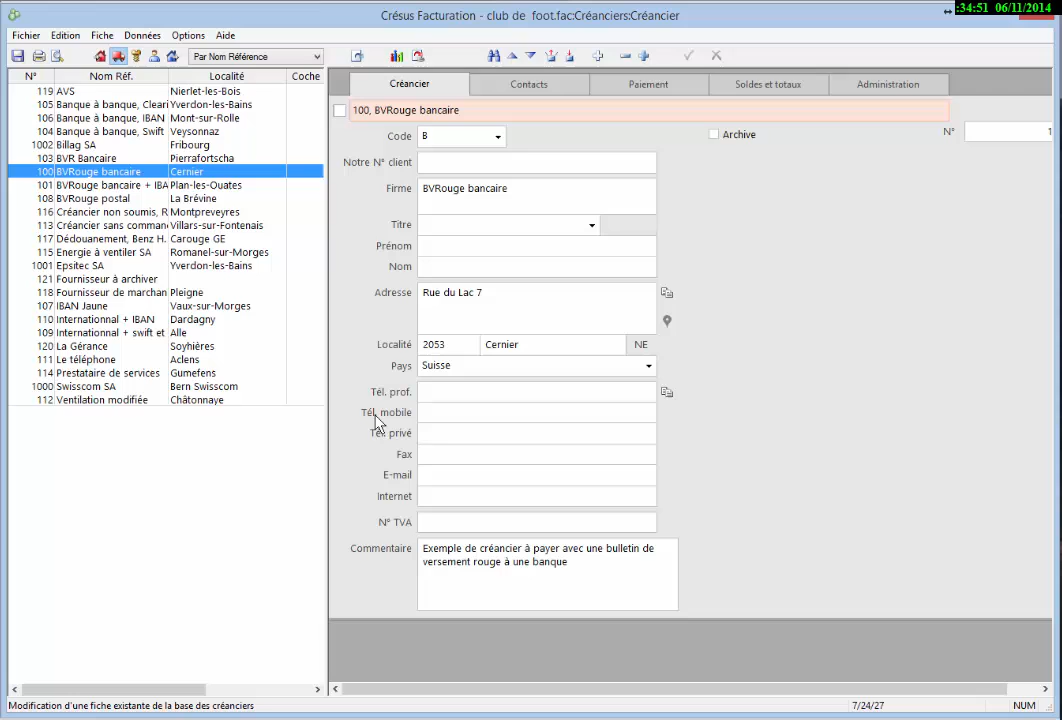 :34:51 06/11/2014
Crésus Facturation - club de foot.fac:Créanciers:Créancier
Fichier Edition Fiche Données Options Aide
Par Nom Référence
N° Nom Réf. Localité Coche
119 AVS Nierlet-les-Bois
105 Banque à banque, Cleari Yverdon-les-Bains
106 Banque à banque, IBAN Mont-sur-Rolle
104 Banque à banque, Swift Veysonnaz
1002 Billag SA Fribourg
103 BVR Bancaire Pierrafortscha
100 BVRouge bancaire Cernier
101 BVRouge bancaire + IBA Plan-les-Ouates
108 BVRouge postal La Brévine
116 Créancier non soumis, R Montpreveyres
113 Créancier sans comman Villars-sur-Fontenais
117 Dédouanement, Benz H. Carouge GE
115 Energie à ventiler SA Romanel-sur-Morges
1001 Epsitec SA Yverdon-les-Bains
121 Fournisseur à archiver
118 Fournisseur de marchan Pleigne
107 IBAN Jaune Vaux-sur-Morges
110 Internationnal + IBAN Dardagny
109 Internationnal + swift et Alle
120 La Gérance Soyhières
111 Le téléphone Aclens
114 Prestataire de services Gumefens
1000 Swisscom SA Bern Swisscom
112 Ventilation modifiée Châtonnaye
Créancier Contacts Paiement Soldes et totaux Administration
100, BVRouge bancaire
Code B Archive N° 1
Notre N° client
Firme BVRouge bancaire
Titre
Prénom
Nom
Adresse Rue du Lac 7
Localité 2053 Cernier NE
Pays Suisse
Tél. prof.
Tél. mobile
Tél. privé
Fax
E-mail
Internet
N° TVA
Commentaire Exemple de créancier à payer avec une bulletin de
versement rouge à une banque
Modification d'une fiche existante de la base des créanciers 7/24/27 NUM